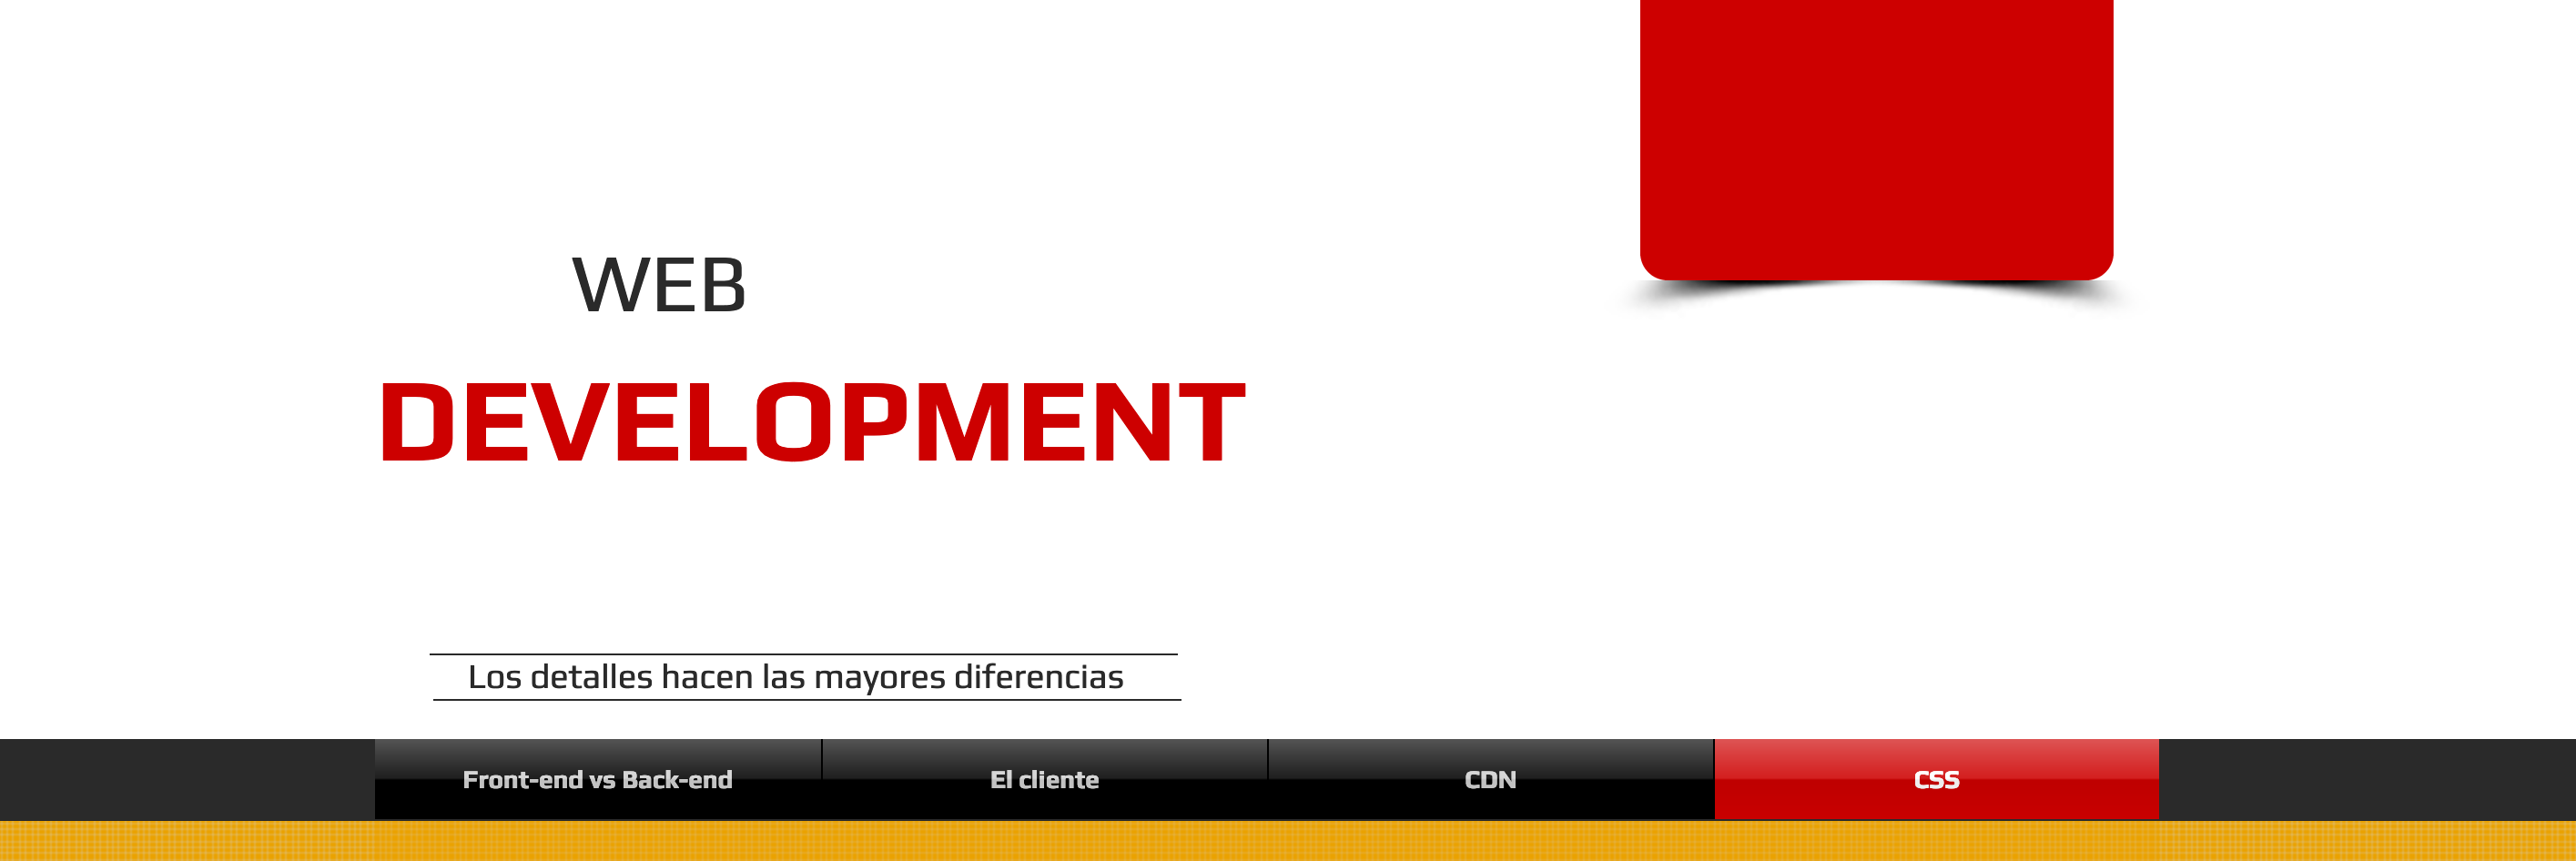 WEB
DEVELOPMENT
Los detalles hacen las mayores diferencias
Front-end vs Back-end
El cliente
CDN
CSS